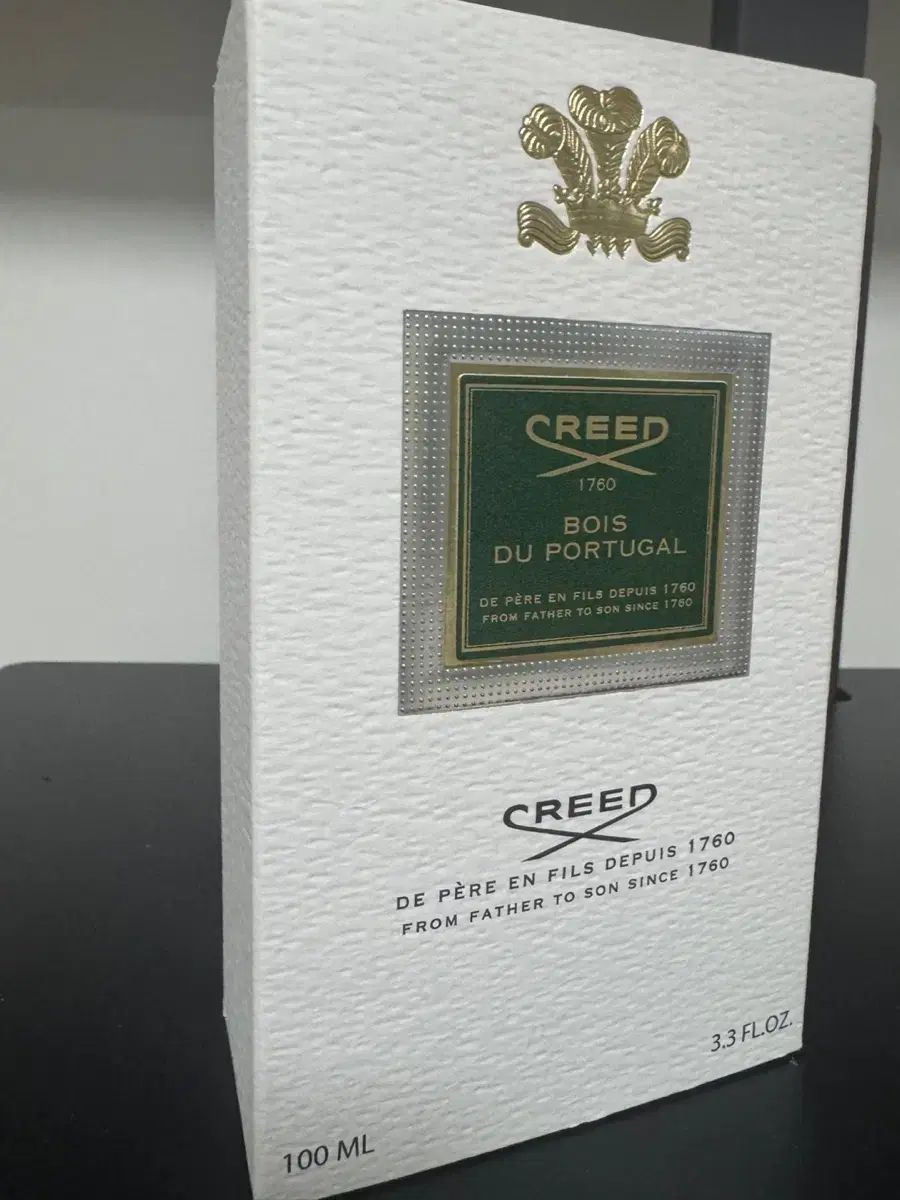 CREED
1760
BOIS
DU PORTUGAL
DE PÈRE EN FILS DEPUIS 1760
FROM FATHER TO SON SINCE 1760
CREED
DE PÈRE EN FILS DEPUIS 1760
FROM FATHER TO SON SINCE 1760
3.3 FL.OZ.
100 ML